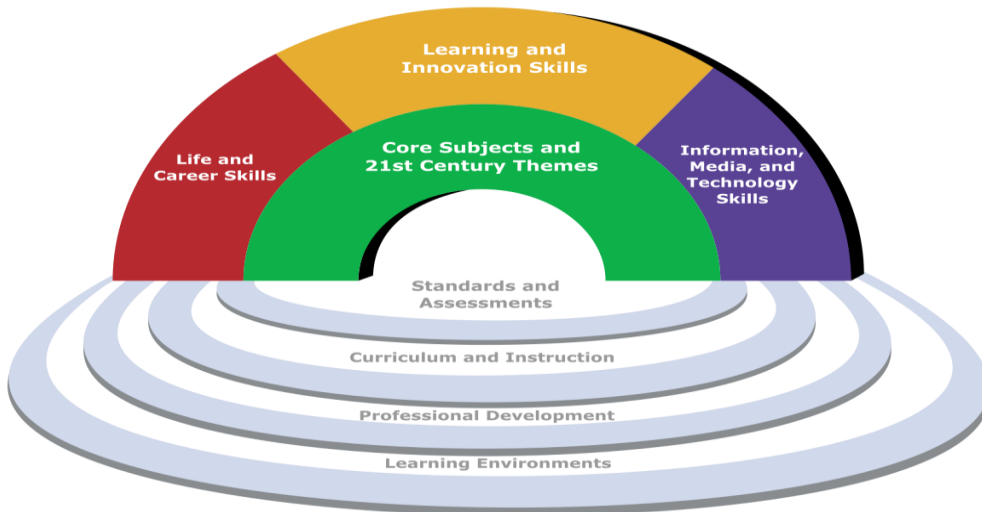 Learning and
Innovation Skills
Core Subjects and
21st Century Themes
Life and
Career Skills
Information,
Media, and
Technology
Skills
Standards and
Assessments
Curriculum and Instruction
Professional Development
Learning Environments